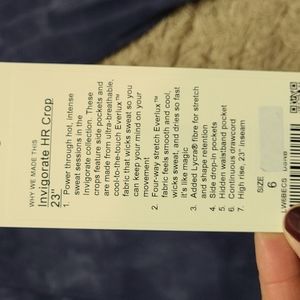 WHY WE MADE THIS
Invigorate HR Crop
23"
1. Power through hot, intense
sweat sessions in the
Invigorate collection. These
crops feature side pockets and
are made from ultra-breathable,
cool-to-the-touch Everlux™
fabric that wicks sweat so you
can keep your mind on your
movement
2. Four-way stretch Everlux™
fabric feels smooth and cool,
wicks sweat, and dries so fast
it's like magic
3. Added Lycra® fibre for stretch
and shape retention
4. Side drop-in pockets
5. Hidden waistband pocket
6. Continuous drawcord
7. High rise, 23" inseam
SIZE
6
LW6BECS